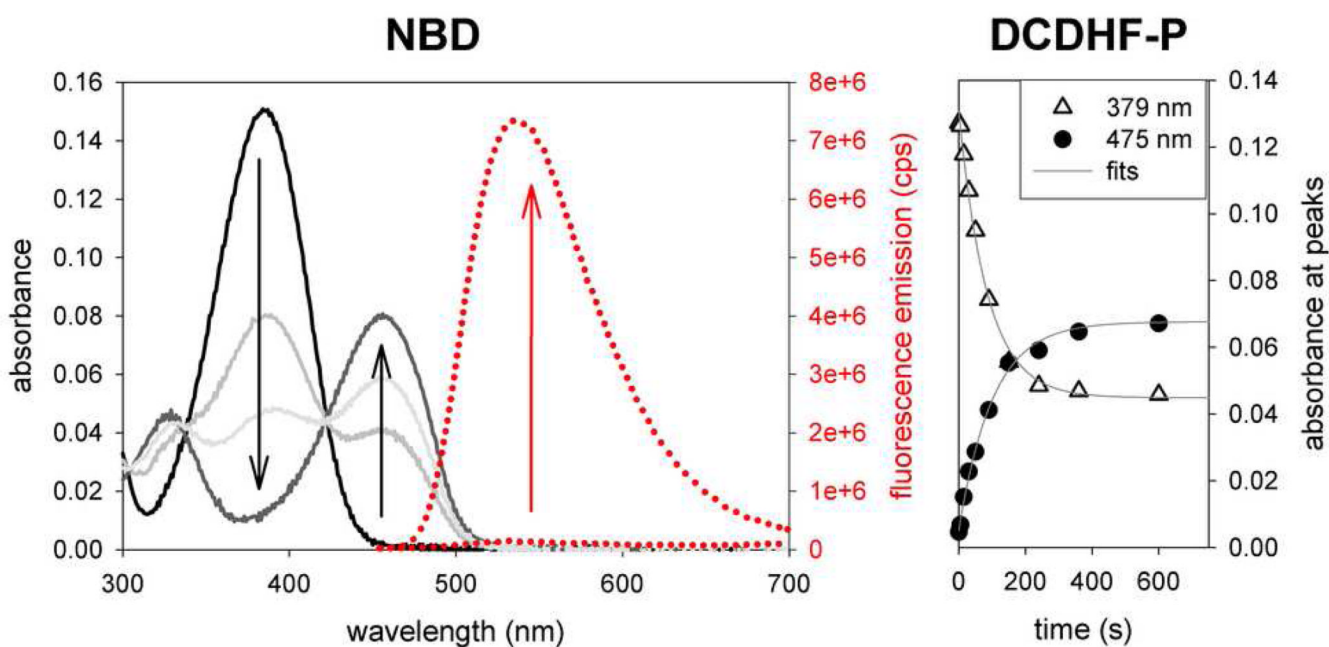 NBD
DCDHF-P
absorbance
0.16
0.14
0.12
0.10
0.08
0.06
0.04
0.02
0.00
300
400
500
600
700
wavelength (nm)
8e+6
7e+6
6e+6
5e+6
4e+6
3e+6
2e+6
1e+6
0
fluorescence emission (cps)
379 nm
475 nm
fits
0.14
0.12
0.10
0.08
0.06
0.04
0.02
0.00
absorbance at peaks
0
200
400
600
time (s)